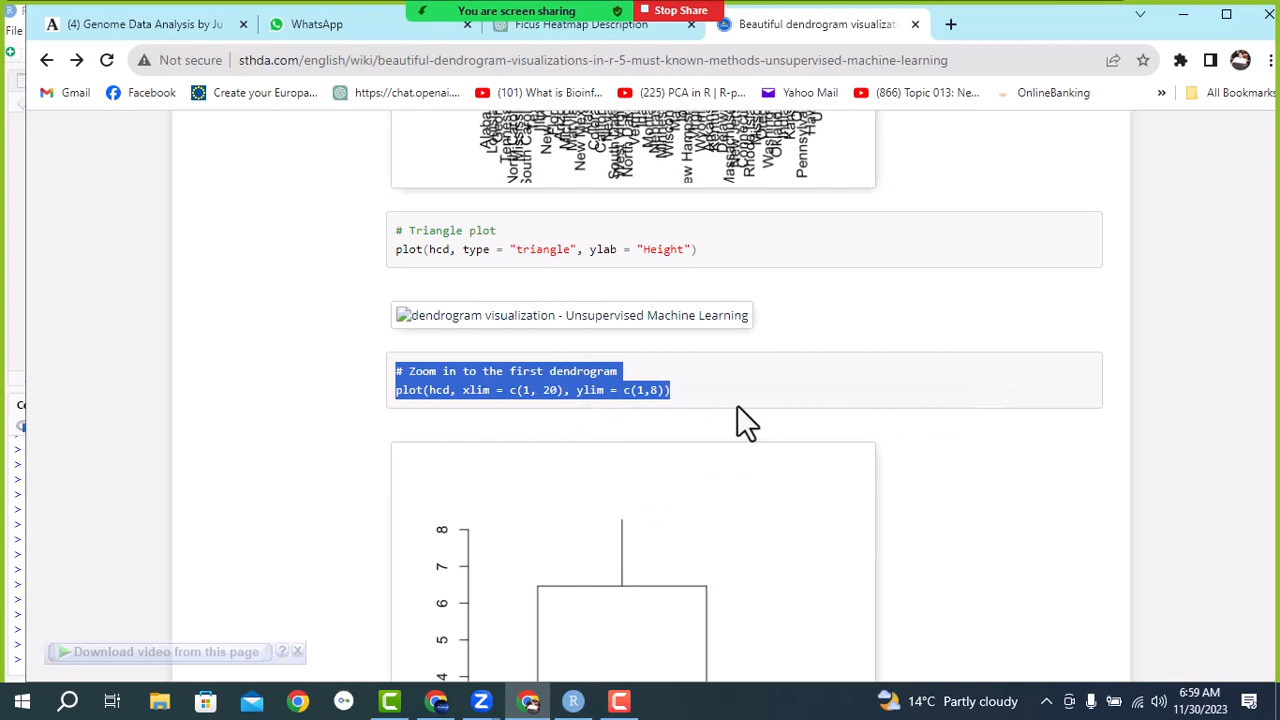 You are screen sharing
Stop Share
(4) Genome Data Analysis by Ju
WhatsApp
Ficus Heatmap Description
Beautiful dendrogram visualizati
Not secure
sthda.com/english/wiki/beautiful-dendrogram-visualizations-in-r-5-must-known-methods-unsupervised-machine-learning
Gmail
Facebook
Create your Europa...
https://chat.openai....
(101) What is Bioinf...
(225) PCA in R | R-p...
Yahoo Mail
(866) Topic 013: Ne...
OnlineBanking
»
All Bookmarks
File
# Triangle plot
plot(hcd, type = "triangle", ylab = "Height")
dendrogram visualization - Unsupervised Machine Learning
# Zoom in to the first dendrogram
plot(hcd, xlim = c(1, 20), ylim = c(1,8))
8
7
6
5
4
Download video from this page
?
14°C Partly cloudy
6:59 AM
11/30/2023